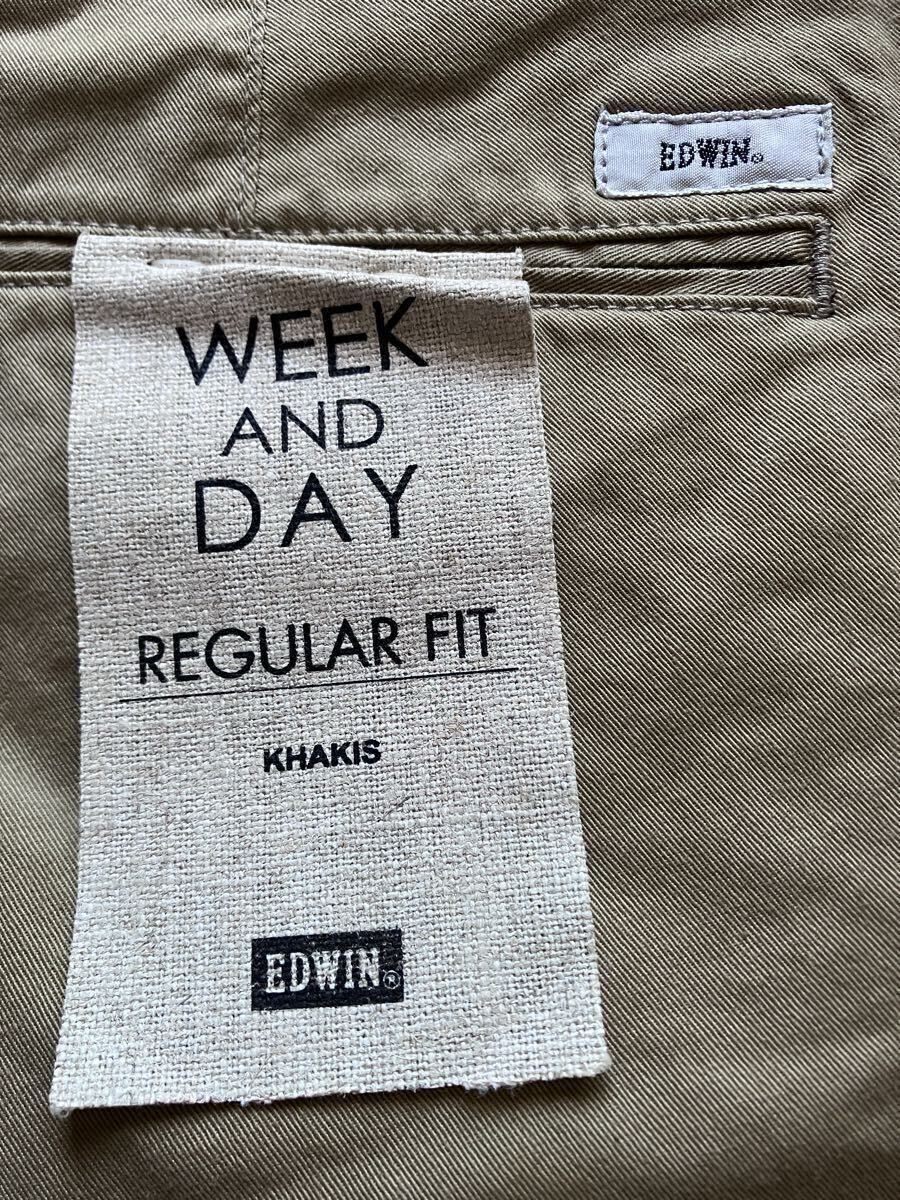 EDWIN®
WEEK
AND
DAY
REGULAR FIT
KHAKIS
EDWIN®